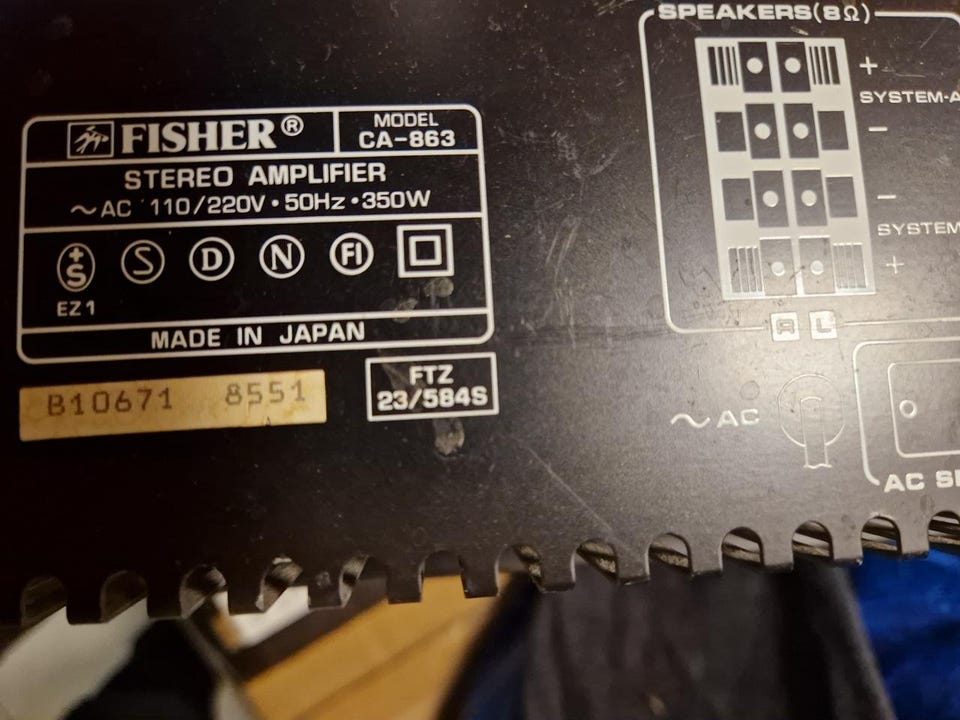 SPEAKERS(8Ω)
+
SYSTEM-A
−
−
SYSTEM
+
R L
FISHER®
MODEL
CA-863
STEREO AMPLIFIER
~AC 110/220V·50Hz·350W
+S S D N FI
EZ1
MADE IN JAPAN
B10671 8551
FTZ
23/584S
~AC
AC S